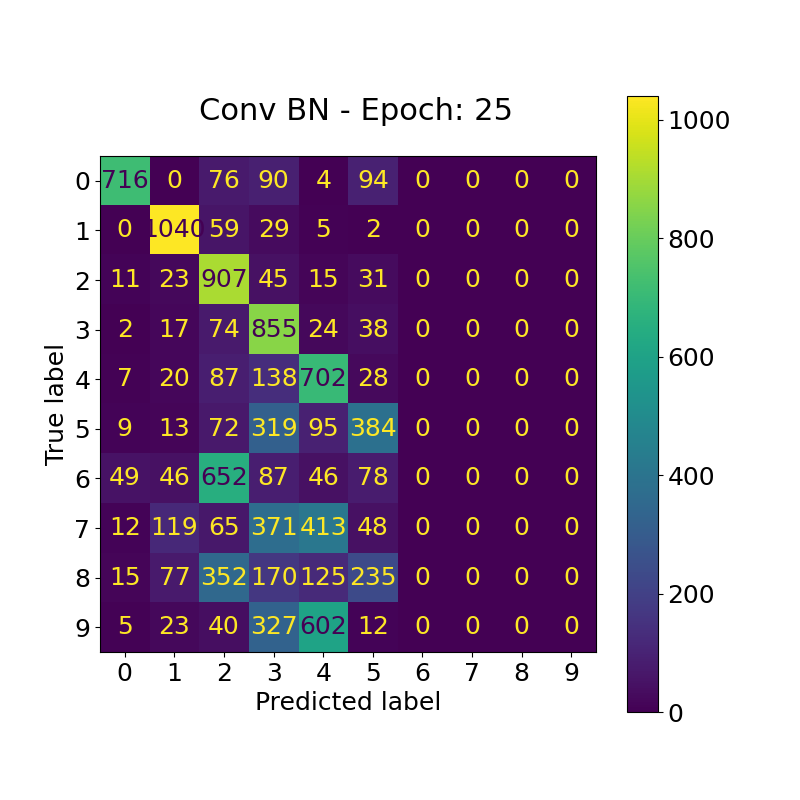 Conv BN - Epoch: 25
0 716 0 76 90 4 94 0 0 0 0
1 0 1040 59 29 5 2 0 0 0 0
2 11 23 907 45 15 31 0 0 0 0
3 2 17 74 855 24 38 0 0 0 0
4 7 20 87 138 702 28 0 0 0 0
5 9 13 72 319 95 384 0 0 0 0
6 49 46 652 87 46 78 0 0 0 0
7 12 119 65 371 413 48 0 0 0 0
8 15 77 352 170 125 235 0 0 0 0
9 5 23 40 327 602 12 0 0 0 0
0 1 2 3 4 5 6 7 8 9
Predicted label
True label
1000
800
600
400
200
0